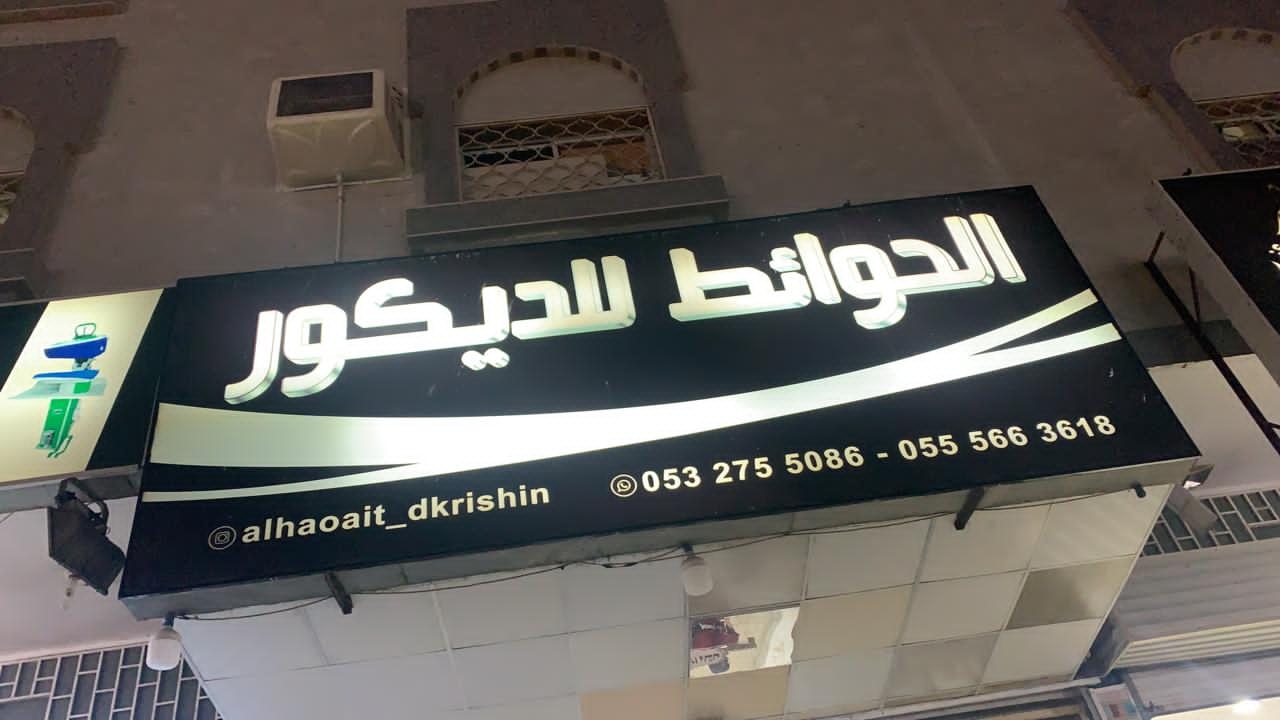 الحوائط للديكور
053 275 5086 - 055 566 3618
alhaoait_dkrishin